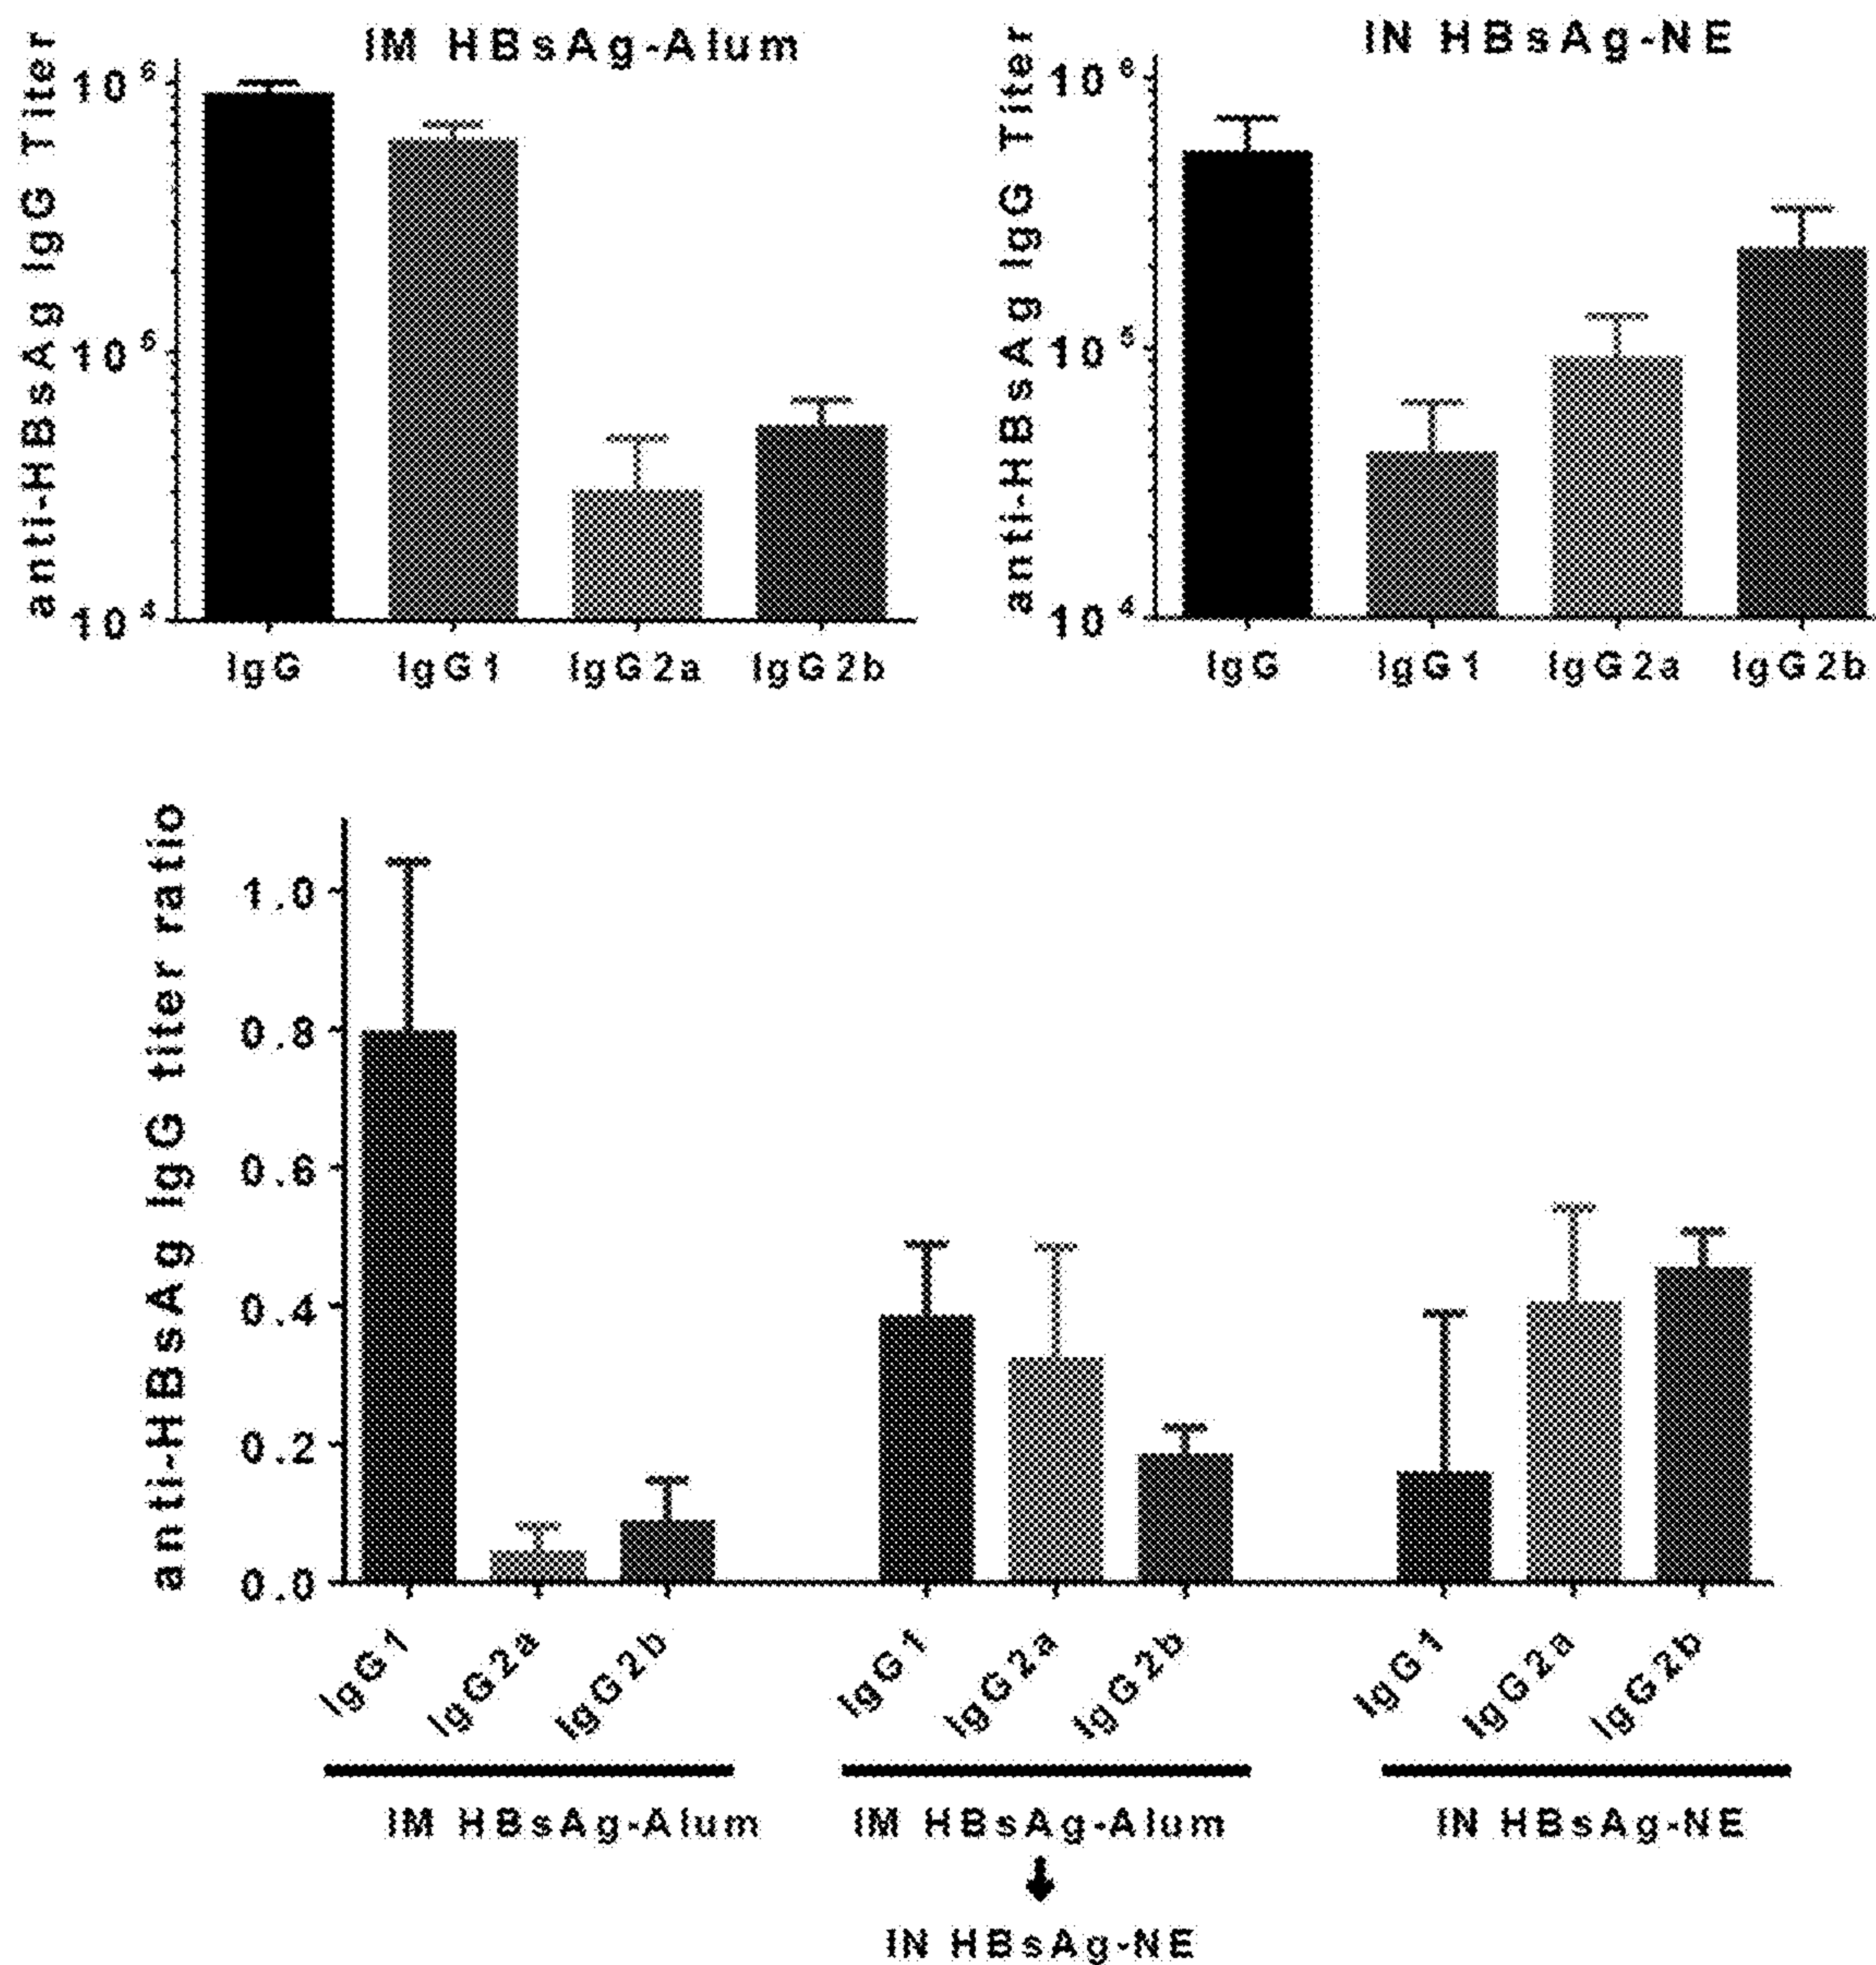 IM HBsAg-Alum
anti-HBsAg IgG Titer
10^6
10^5
10^4
IgG IgG1 IgG2a IgG2b
IN HBsAg-NE
anti-HBsAg IgG Titer
10^6
10^5
10^4
IgG IgG1 IgG2a IgG2b
anti-HBsAg IgG titer ratio
1.0
0.8
0.6
0.4
0.2
0.0
IgG1 IgG2a IgG2b IgG1 IgG2a IgG2b IgG1 IgG2a IgG2b
IM HBsAg-Alum IM HBsAg-Alum IN HBsAg-NE
IN HBsAg-NE